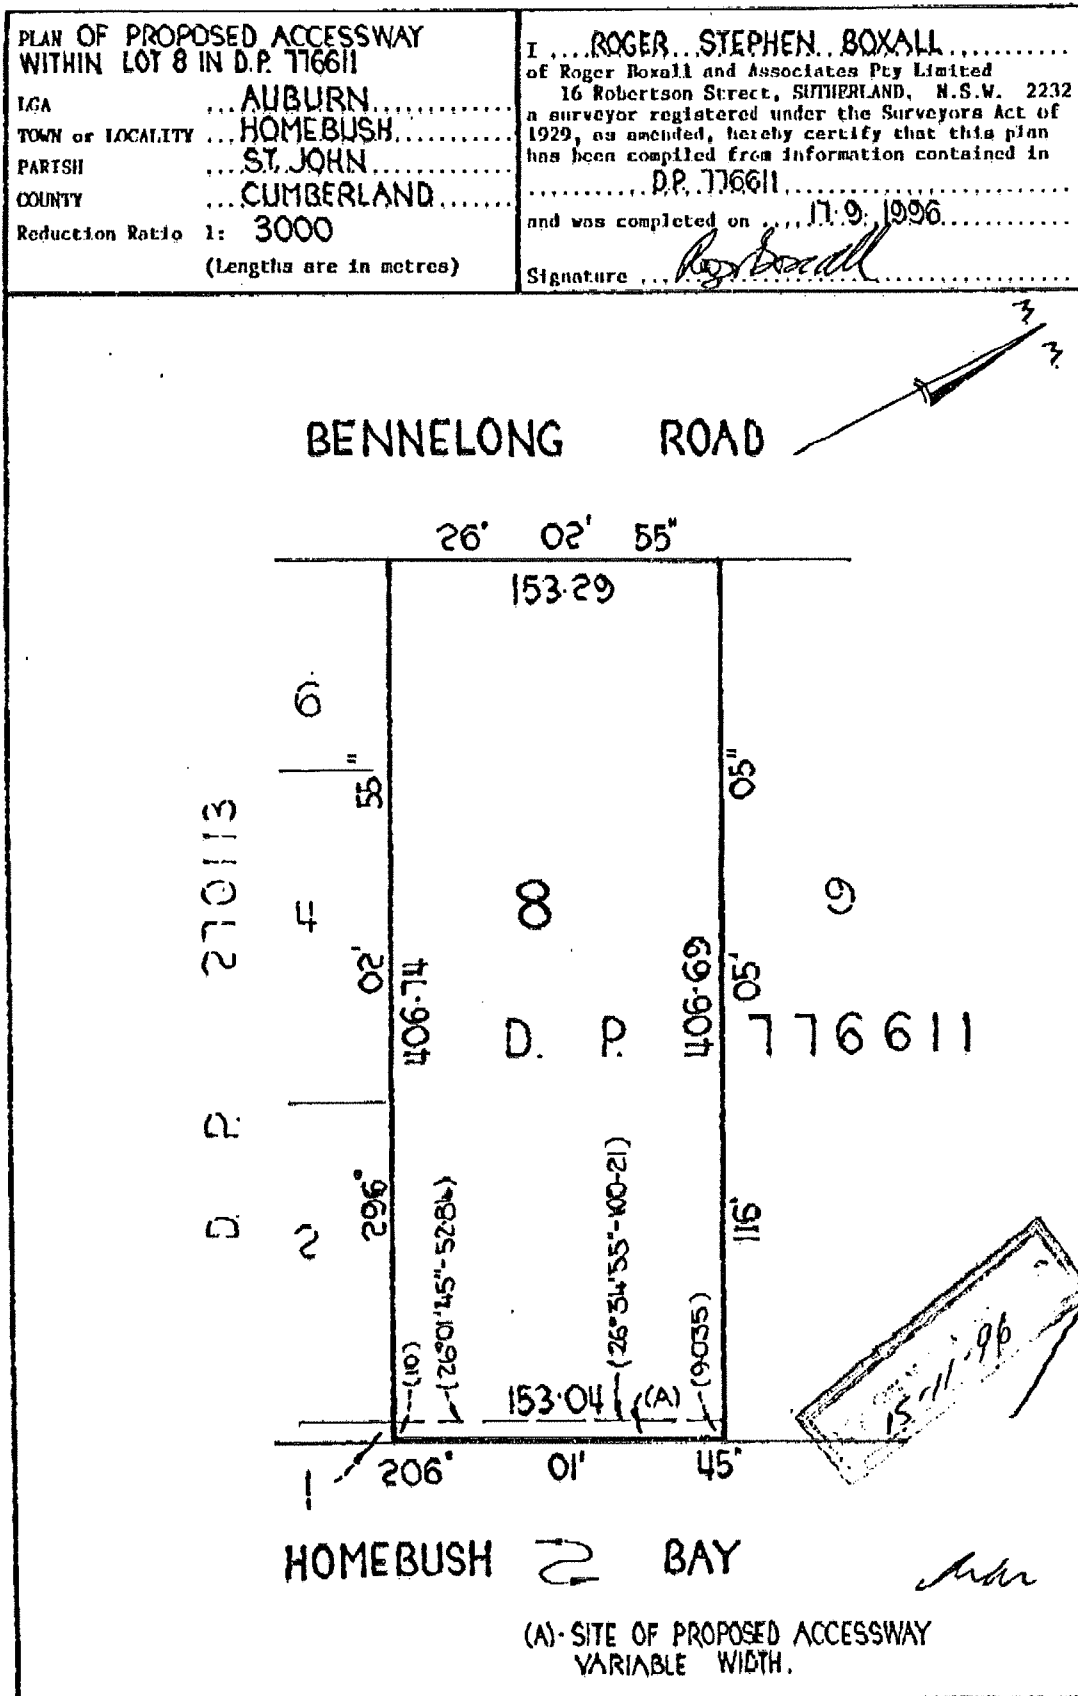 PLAN OF PROPOSED ACCESSWAY
WITHIN LOT 8 IN D.P. 776611
LGA ...AUBURN...........
TOWN or LOCALITY ...HOMEBUSH........
PARISH ....ST. JOHN............
COUNTY ...CUMBERLAND.......
Reduction Ratio 1: 3000
(Lengths are in metres)
I ....ROGER...STEPHEN..BOXALL...........
of Roger Boxall and Associates Pty Limited
16 Robertson Street, SUTHERLAND, N.S.W. 2232
a surveyor registered under the Surveyors Act of
1929, as amended, hereby certify that this plan
has been compiled from information contained in
..........D.P. 776611........................
and was completed on .....17.9.1996............
Signature ...Roger Boxall..................
BENNELONG ROAD
26° 02' 55"
153.29
6
4
2
1
D. P. 270113
296° 02' 55"
406.74
8
D. P. 776611
406.69
116° 05' 05"
9
(10)
(26°01'45"-52.84)
(26°34'55"-100.21)
(9.035)
153.04
(A)
206° 01' 45"
15-11-96
HOMEBUSH BAY
(A)- SITE OF PROPOSED ACCESSWAY
VARIABLE WIDTH.